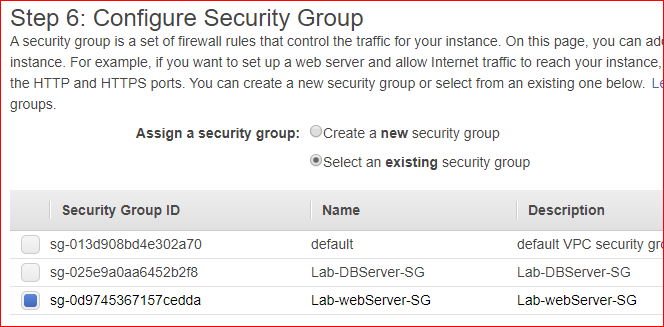 Step 6: Configure Security Group
A security group is a set of firewall rules that control the traffic for your instance. On this page, you can
instance. For example, if you want to set up a web server and allow Internet traffic to reach your instance,
the HTTP and HTTPS ports. You can create a new security group or select from an existing one below.
groups.
Assign a security group: Create a new security group
Select an existing security group
Security Group ID Name Description
sg-013d908bd4e302a70 default default VPC security
sg-025e9a0aa6452b2f8 Lab-DBServer-SG Lab-DBServer-SG
sg-0d9745367157cedda Lab-webServer-SG Lab-webServer-SG